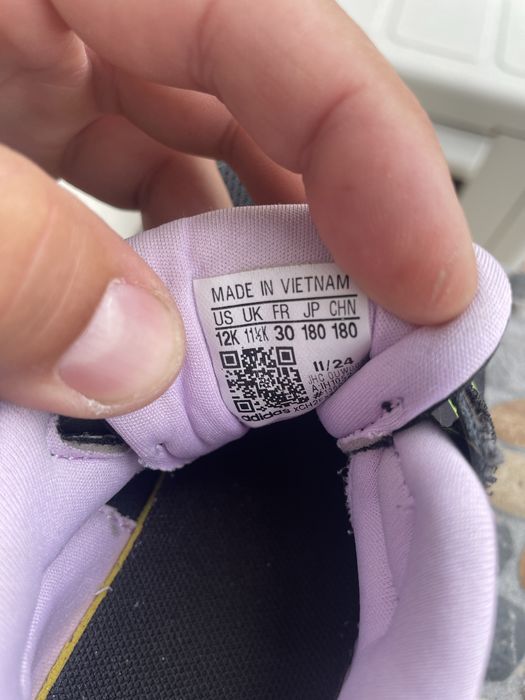 MADE IN VIETNAM
US UK FR JP CHN
12K 11½K 30 180 180
11/24
adidas